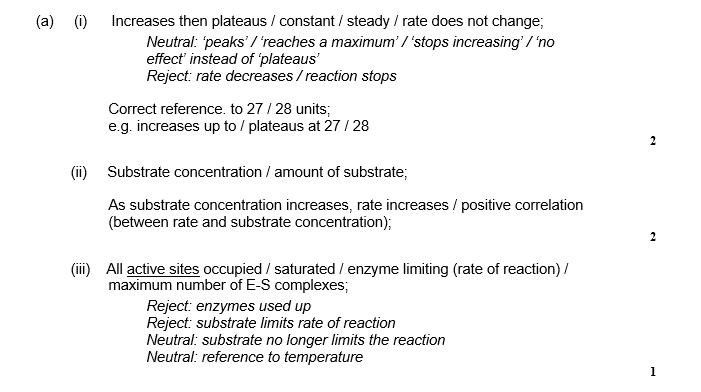 (a) (i) Increases then plateaus / constant / steady / rate does not change;
Neutral: ‘peaks’ / ‘reaches a maximum’ / ‘stops increasing’ / ‘no
effect’ instead of ‘plateaus’
Reject: rate decreases / reaction stops
Correct reference. to 27 / 28 units;
e.g. increases up to / plateaus at 27 / 28
2
(ii) Substrate concentration / amount of substrate;
As substrate concentration increases, rate increases / positive correlation
(between rate and substrate concentration);
2
(iii) All active sites occupied / saturated / enzyme limiting (rate of reaction) /
maximum number of E-S complexes;
Reject: enzymes used up
Reject: substrate limits rate of reaction
Neutral: substrate no longer limits the reaction
Neutral: reference to temperature
1